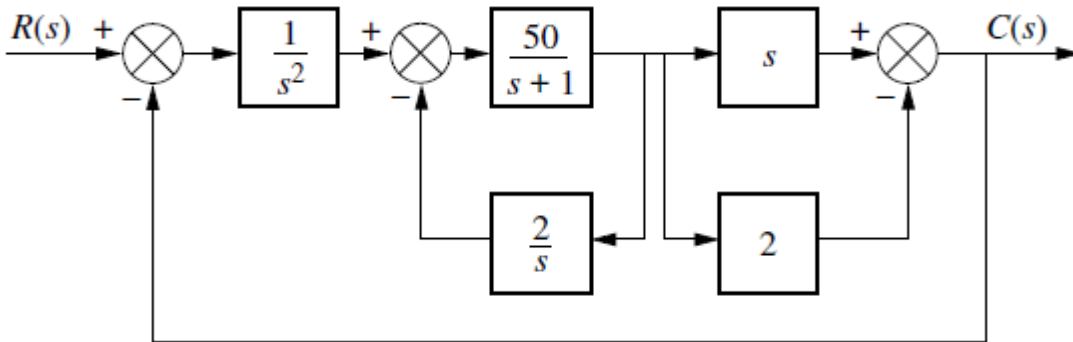 R(s) + − 1/s² + − 50/(s + 1) s + − C(s)
2/s 2